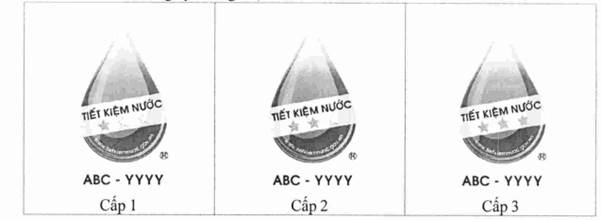 TIẾT KIỆM NƯỚC
®
ABC - YYYY
Cấp 1
TIẾT KIỆM NƯỚC
®
ABC - YYYY
Cấp 2
TIẾT KIỆM NƯỚC
®
ABC - YYYY
Cấp 3